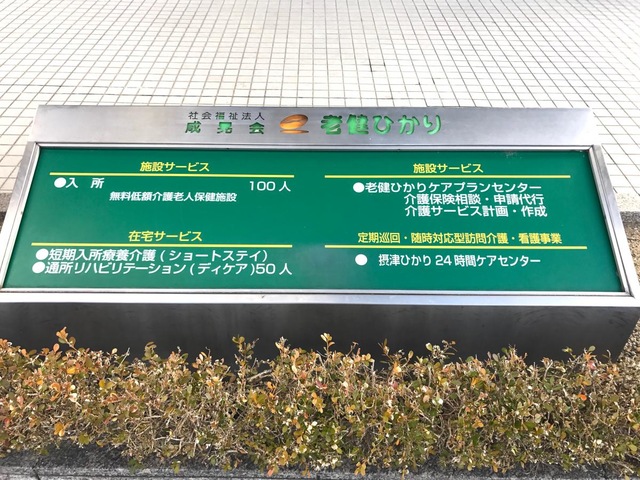 社会福祉法人
成晃会 老健ひかり
施設サービス
●入 所 100人
無料低額介護老人保健施設
在宅サービス
●短期入所療養介護(ショートステイ)
●通所リハビリテーション(ディケア)50人
施設サービス
●老健ひかりケアプランセンター
介護保険相談・申請代行
介護サービス計画・作成
定期巡回・随時対応型訪問介護・看護事業
● 摂津ひかり24時間ケアセンター